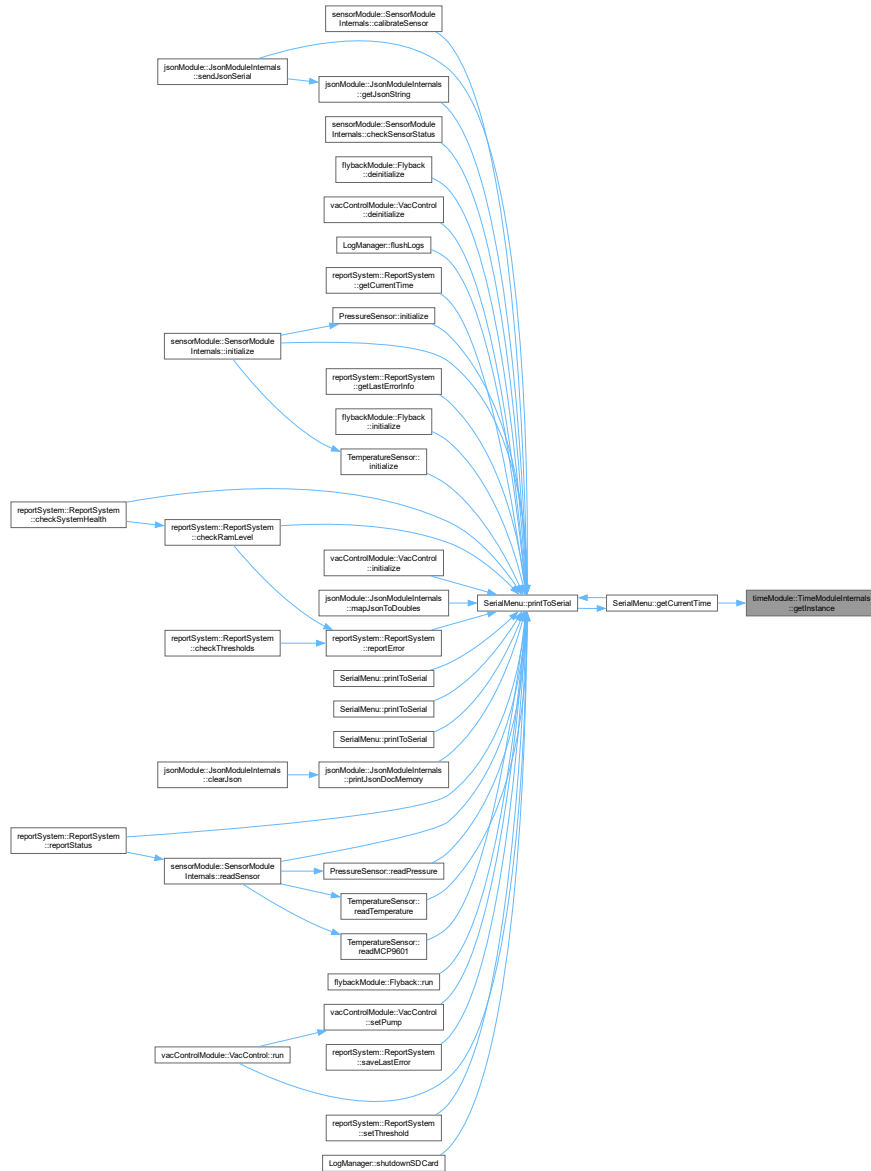 sensorModule::SensorModule
Internals::calibrateSensor
jsonModule::JsonModuleInternals
::sendJsonSerial
jsonModule::JsonModuleInternals
::getJsonString
sensorModule::SensorModule
Internals::checkSensorStatus
flybackModule::Flyback
::deinitialize
vacControlModule::VacControl
::deinitialize
LogManager::flushLogs
reportSystem::ReportSystem
::getCurrentTime
PressureSensor::initialize
sensorModule::SensorModule
Internals::initialize
reportSystem::ReportSystem
::getLastErrorInfo
flybackModule::Flyback
::initialize
TemperatureSensor::
initialize
reportSystem::ReportSystem
::checkSystemHealth
reportSystem::ReportSystem
::checkRamLevel
vacControlModule::VacControl
::initialize
jsonModule::JsonModuleInternals
::mapJsonToDoubles
SerialMenu::printToSerial
SerialMenu::getCurrentTime
timeModule::TimeModuleInternals
::getInstance
reportSystem::ReportSystem
::checkThresholds
reportSystem::ReportSystem
::reportError
SerialMenu::printToSerial
SerialMenu::printToSerial
SerialMenu::printToSerial
jsonModule::JsonModuleInternals
::clearJson
jsonModule::JsonModuleInternals
::printJsonDocMemory
reportSystem::ReportSystem
::reportStatus
sensorModule::SensorModule
Internals::readSensor
PressureSensor::readPressure
TemperatureSensor::
readTemperature
TemperatureSensor::
readMCP9601
flybackModule::Flyback::run
vacControlModule::VacControl
::setPump
vacControlModule::VacControl::run
reportSystem::ReportSystem
::saveLastError
reportSystem::ReportSystem
::setThreshold
LogManager::shutdownSDCard